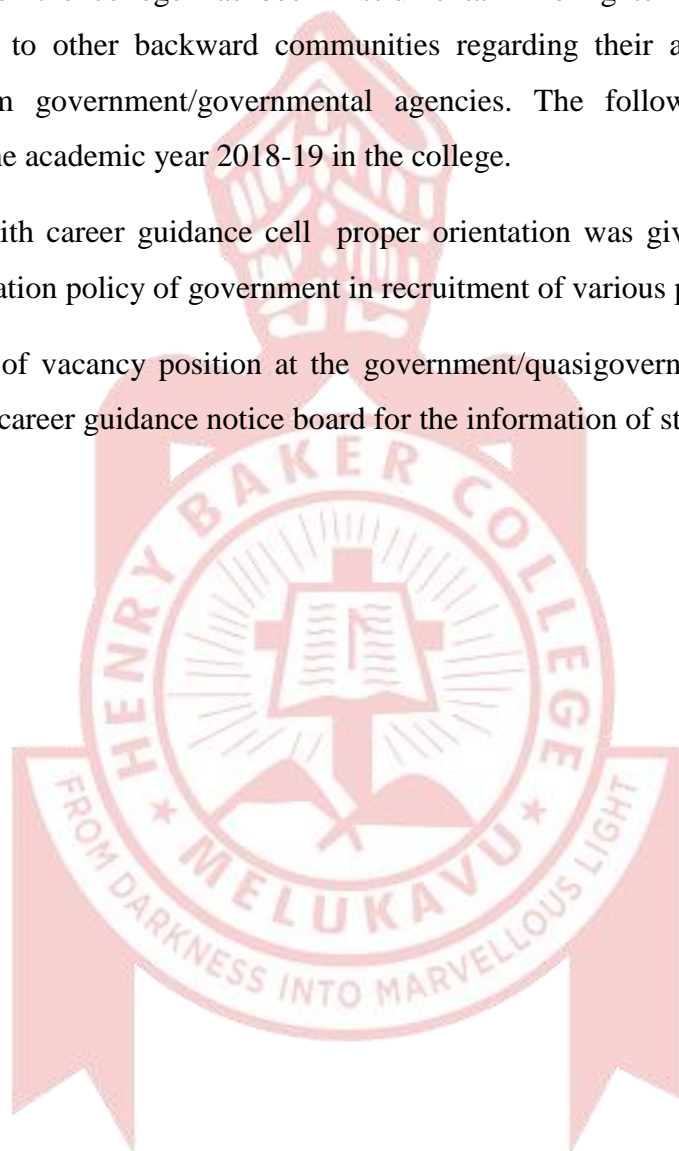 to other backward communities regarding their a
government/governmental agencies. The follow
academic year 2018-19 in the college.
ith career guidance cell proper orientation was giv
ation policy of government in recruitment of various p
of vacancy position at the government/quasigovern
career guidance notice board for the information of st
HENRY BAKER COLLEGE
MELUKAVU
FROM DARKNESS INTO MARVELLOUS LIGHT